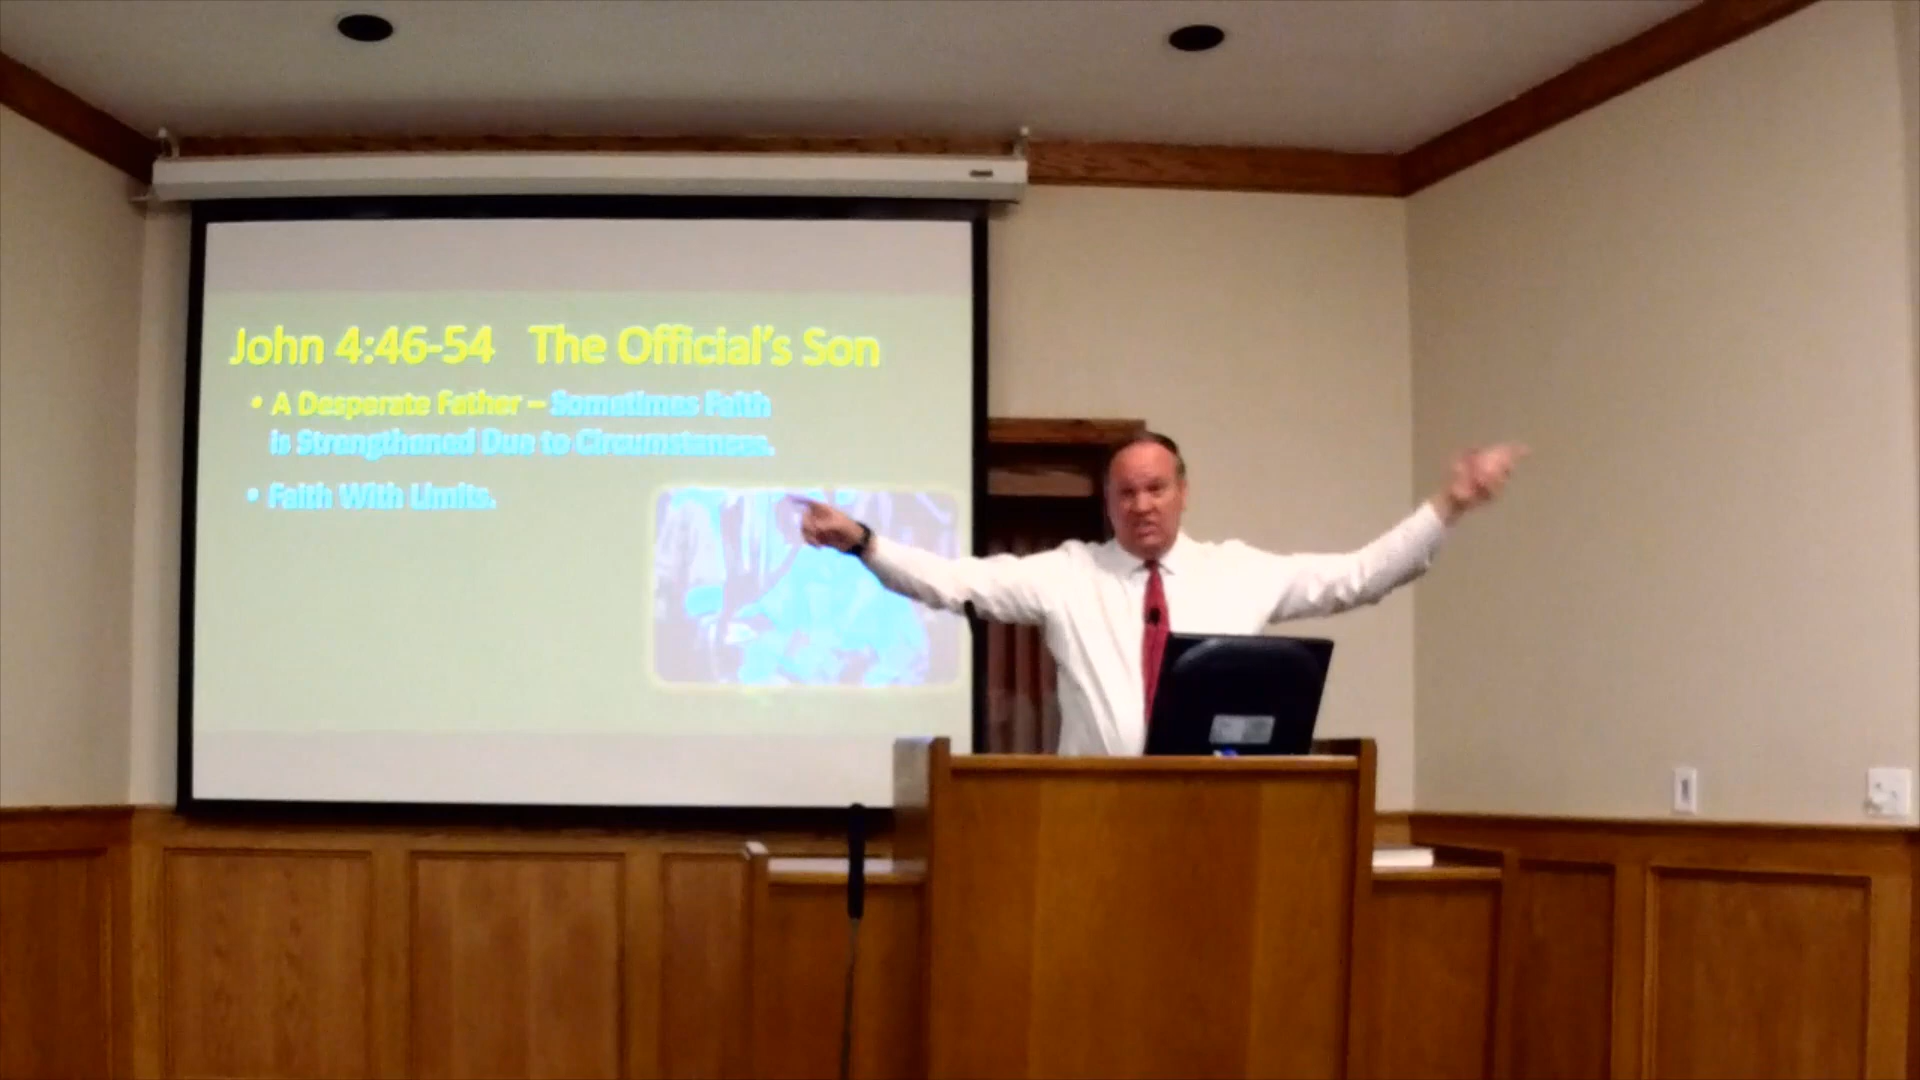 John 4:46-54 The Official's Son
• A Desperate Father – Sometimes Faith
is Strengthened Due to Circumstances.
• Faith With Limits.